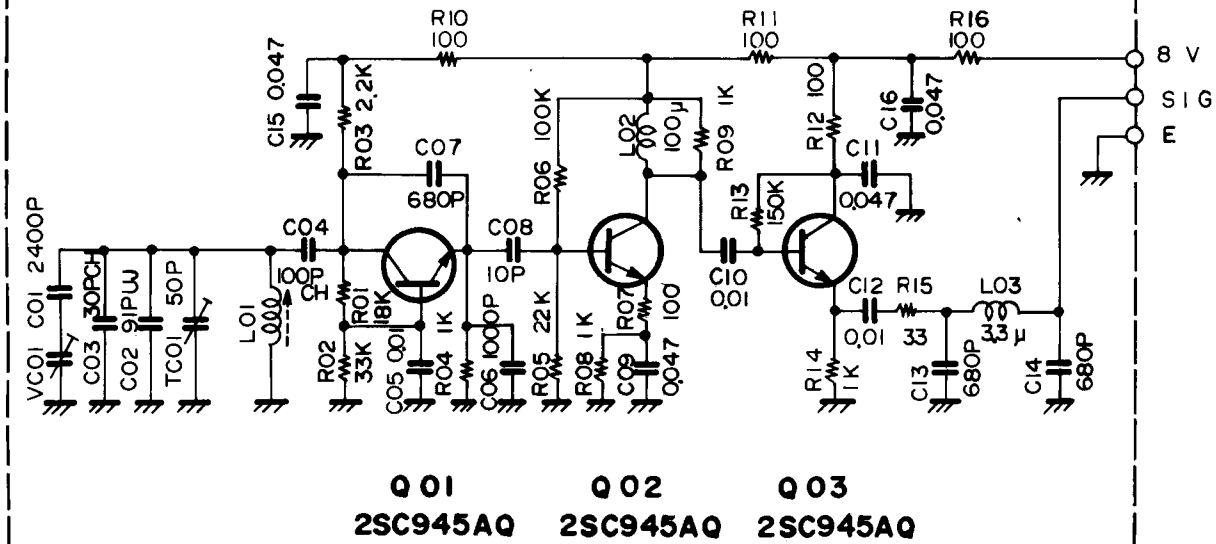 R10
100
R11
100
R16
100
8 V
SIG
E
C15 0.047
R03 2.2K
C07
680P
R06 100K
L02 100μ
R09 1K
R12 100
C16 0.047
C11
0.047
R13 150K
VC01 C01 2400P
C03 30PCH
C02 91PUJ
TC01 50P
L01
C04
100P
CH
R01 18K
C08
10P
C10
0.01
C12
0.01
R15
33
L03
3.3μ
R02 33K
C05 0.01
R04 1K
C06 1000P
R05 22K
R08 1K
R07 100
C09 0.047
R14 1K
C13 680P
C14 680P
Q01
2SC945AQ
Q02
2SC945AQ
Q03
2SC945AQ